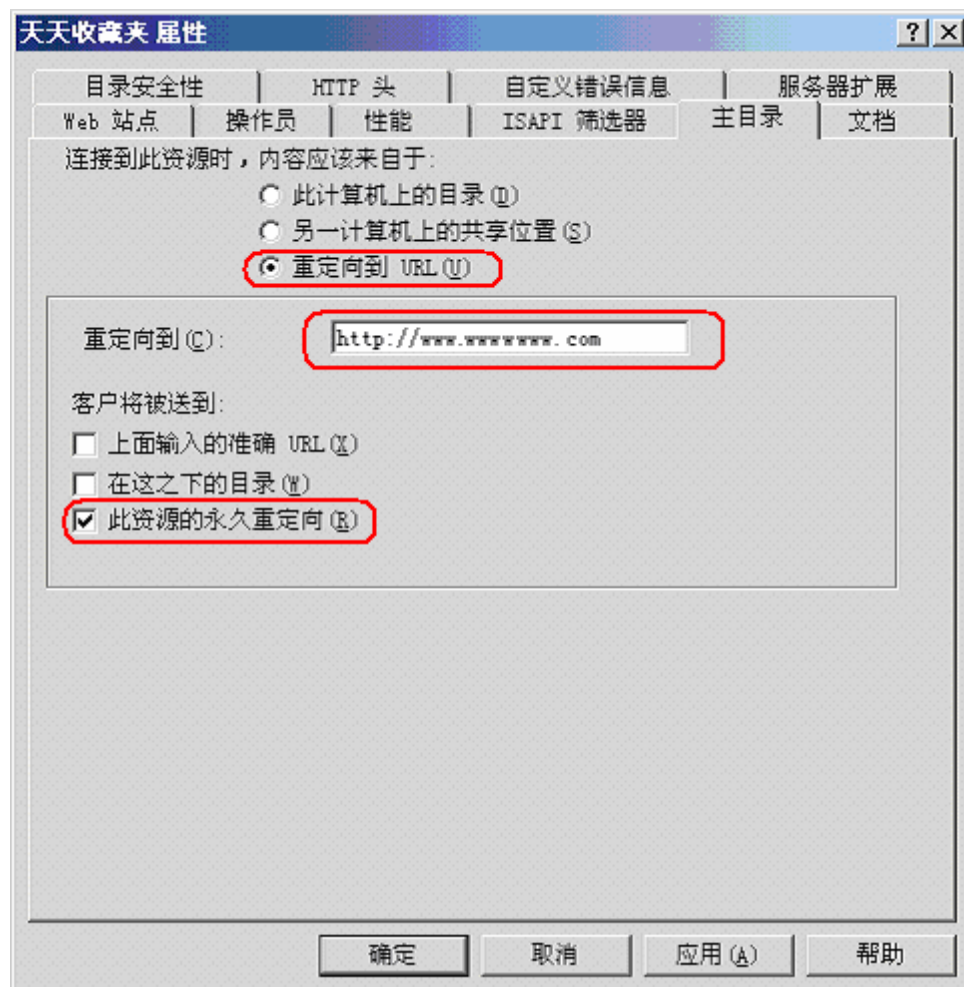 天天收藏夹 属性
目录安全性 HTTP 头 自定义错误信息 服务器扩展
Web 站点 操作员 性能 ISAPI 筛选器 主目录 文档
连接到此资源时,内容应该来自于:
此计算机上的目录(D)
另一计算机上的共享位置(S)
重定向到 URL(U)
重定向到(C): http://www.wwwwwww.com
客户将被送到:
上面输入的准确 URL(X)
在这之下的目录(W)
此资源的永久重定向(R)
确定 取消 应用(A) 帮助